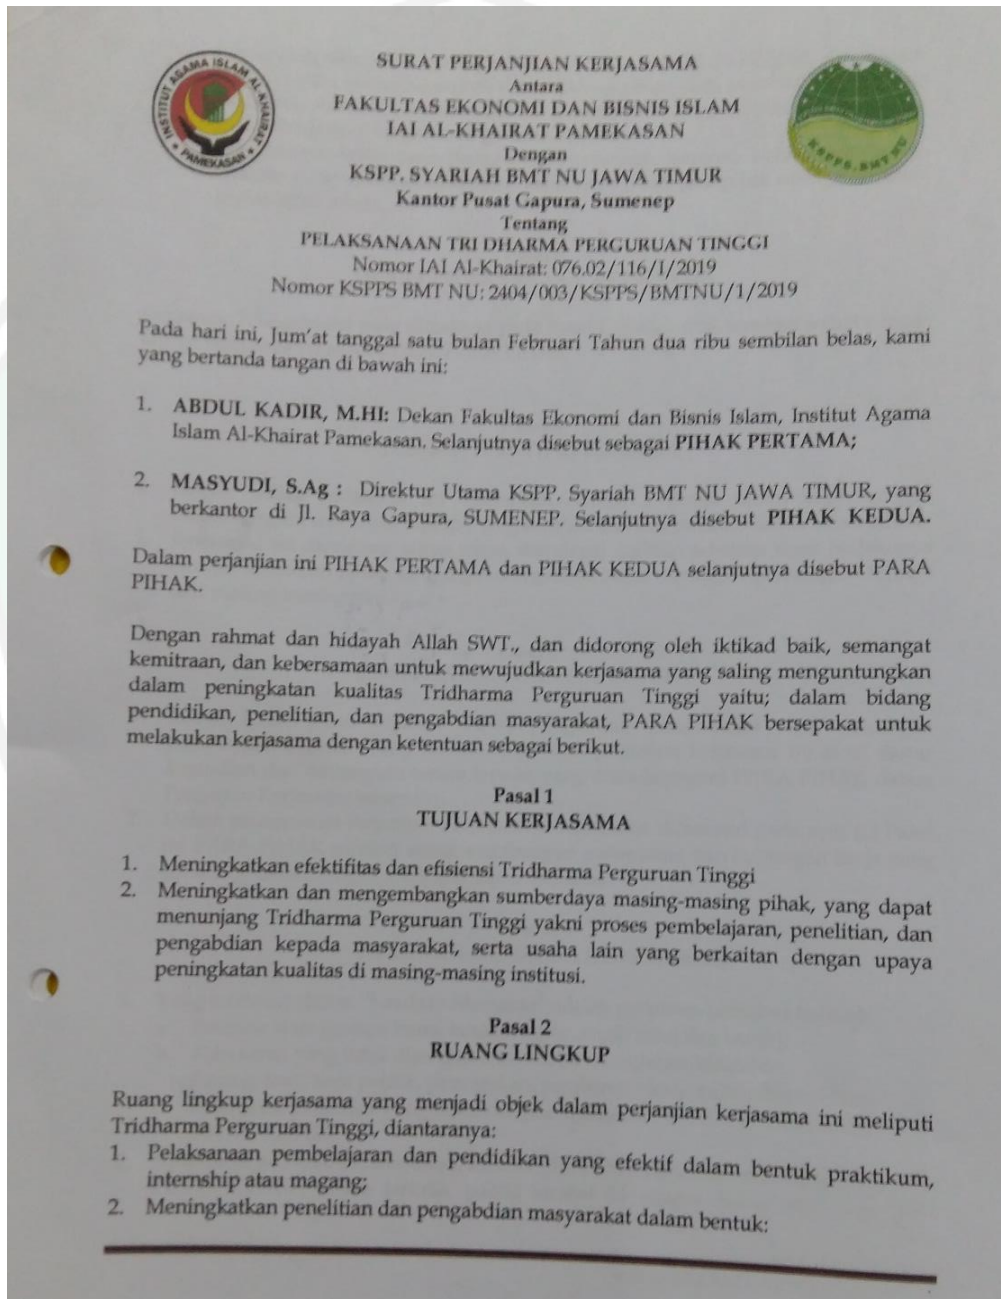 SURAT PERJANJIAN KERJASAMA
Antara
FAKULTAS EKONOMI DAN BISNIS ISLAM
IAI AL-KHAIRAT PAMEKASAN
Dengan
KSPP. SYARIAH BMT NU JAWA TIMUR
Kantor Pusat Gapura, Sumenep
Tentang
PELAKSANAAN TRI DHARMA PERGURUAN TINGGI
Nomor IAI Al-Khairat: 076.02/116/I/2019
Nomor KSPPS BMT NU: 2404/003/KSPPS/BMTNU/1/2019
INSTITUT AGAMA ISLAM AL-KHAIRAT
PAMEKASAN
KSPPS.BMT NU
Pada hari ini, Jum'at tanggal satu bulan Februari Tahun dua ribu sembilan belas, kami
yang bertanda tangan di bawah ini:
1. ABDUL KADIR, M.HI: Dekan Fakultas Ekonomi dan Bisnis Islam, Institut Agama
Islam Al-Khairat Pamekasan. Selanjutnya disebut sebagai PIHAK PERTAMA;
2. MASYUDI, S.Ag : Direktur Utama KSPP. Syariah BMT NU JAWA TIMUR, yang
berkantor di Jl. Raya Gapura, SUMENEP. Selanjutnya disebut PIHAK KEDUA.
Dalam perjanjian ini PIHAK PERTAMA dan PIHAK KEDUA selanjutnya disebut PARA
PIHAK.
Dengan rahmat dan hidayah Allah SWT., dan didorong oleh iktikad baik, semangat
kemitraan, dan kebersamaan untuk mewujudkan kerjasama yang saling menguntungkan
dalam peningkatan kualitas Tridharma Perguruan Tinggi yaitu; dalam bidang
pendidikan, penelitian, dan pengabdian masyarakat, PARA PIHAK bersepakat untuk
melakukan kerjasama dengan ketentuan sebagai berikut.
Pasal 1
TUJUAN KERJASAMA
1. Meningkatkan efektifitas dan efisiensi Tridharma Perguruan Tinggi
2. Meningkatkan dan mengembangkan sumberdaya masing-masing pihak, yang dapat
menunjang Tridharma Perguruan Tinggi yakni proses pembelajaran, penelitian, dan
pengabdian kepada masyarakat, serta usaha lain yang berkaitan dengan upaya
peningkatan kualitas di masing-masing institusi.
Pasal 2
RUANG LINGKUP
Ruang lingkup kerjasama yang menjadi objek dalam perjanjian kerjasama ini meliputi
Tridharma Perguruan Tinggi, diantaranya:
1. Pelaksanaan pembelajaran dan pendidikan yang efektif dalam bentuk praktikum,
internship atau magang;
2. Meningkatkan penelitian dan pengabdian masyarakat dalam bentuk: